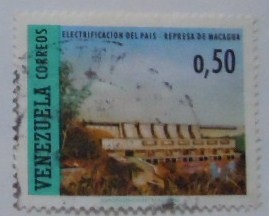 ELECTRIFICACION DEL PAIS - REPRESA DE MACAGUA
0,50
VENEZUELA CORREOS